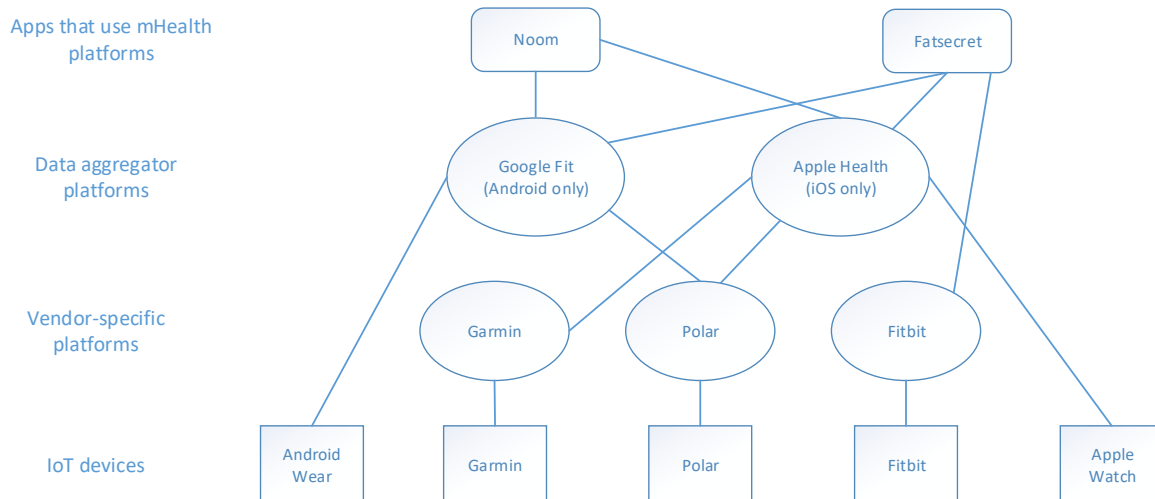 Apps that use mHealth
platforms
Noom
Fatsecret
Data aggregator
platforms
Google Fit
(Android only)
Apple Health
(iOS only)
Vendor-specific
platforms
Garmin
Polar
Fitbit
IoT devices
Android
Wear
Garmin
Polar
Fitbit
Apple
Watch